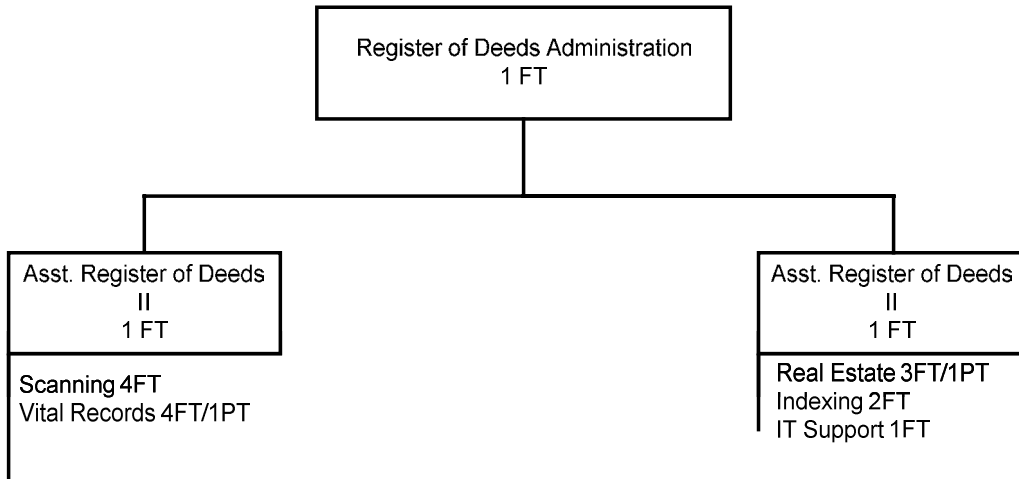 Register of Deeds Administration
1 FT
Asst. Register of Deeds
II
1 FT
Scanning 4FT
Vital Records 4FT/1PT
Asst. Register of Deeds
II
1 FT
Real Estate 3FT/1PT
Indexing 2FT
IT Support 1FT